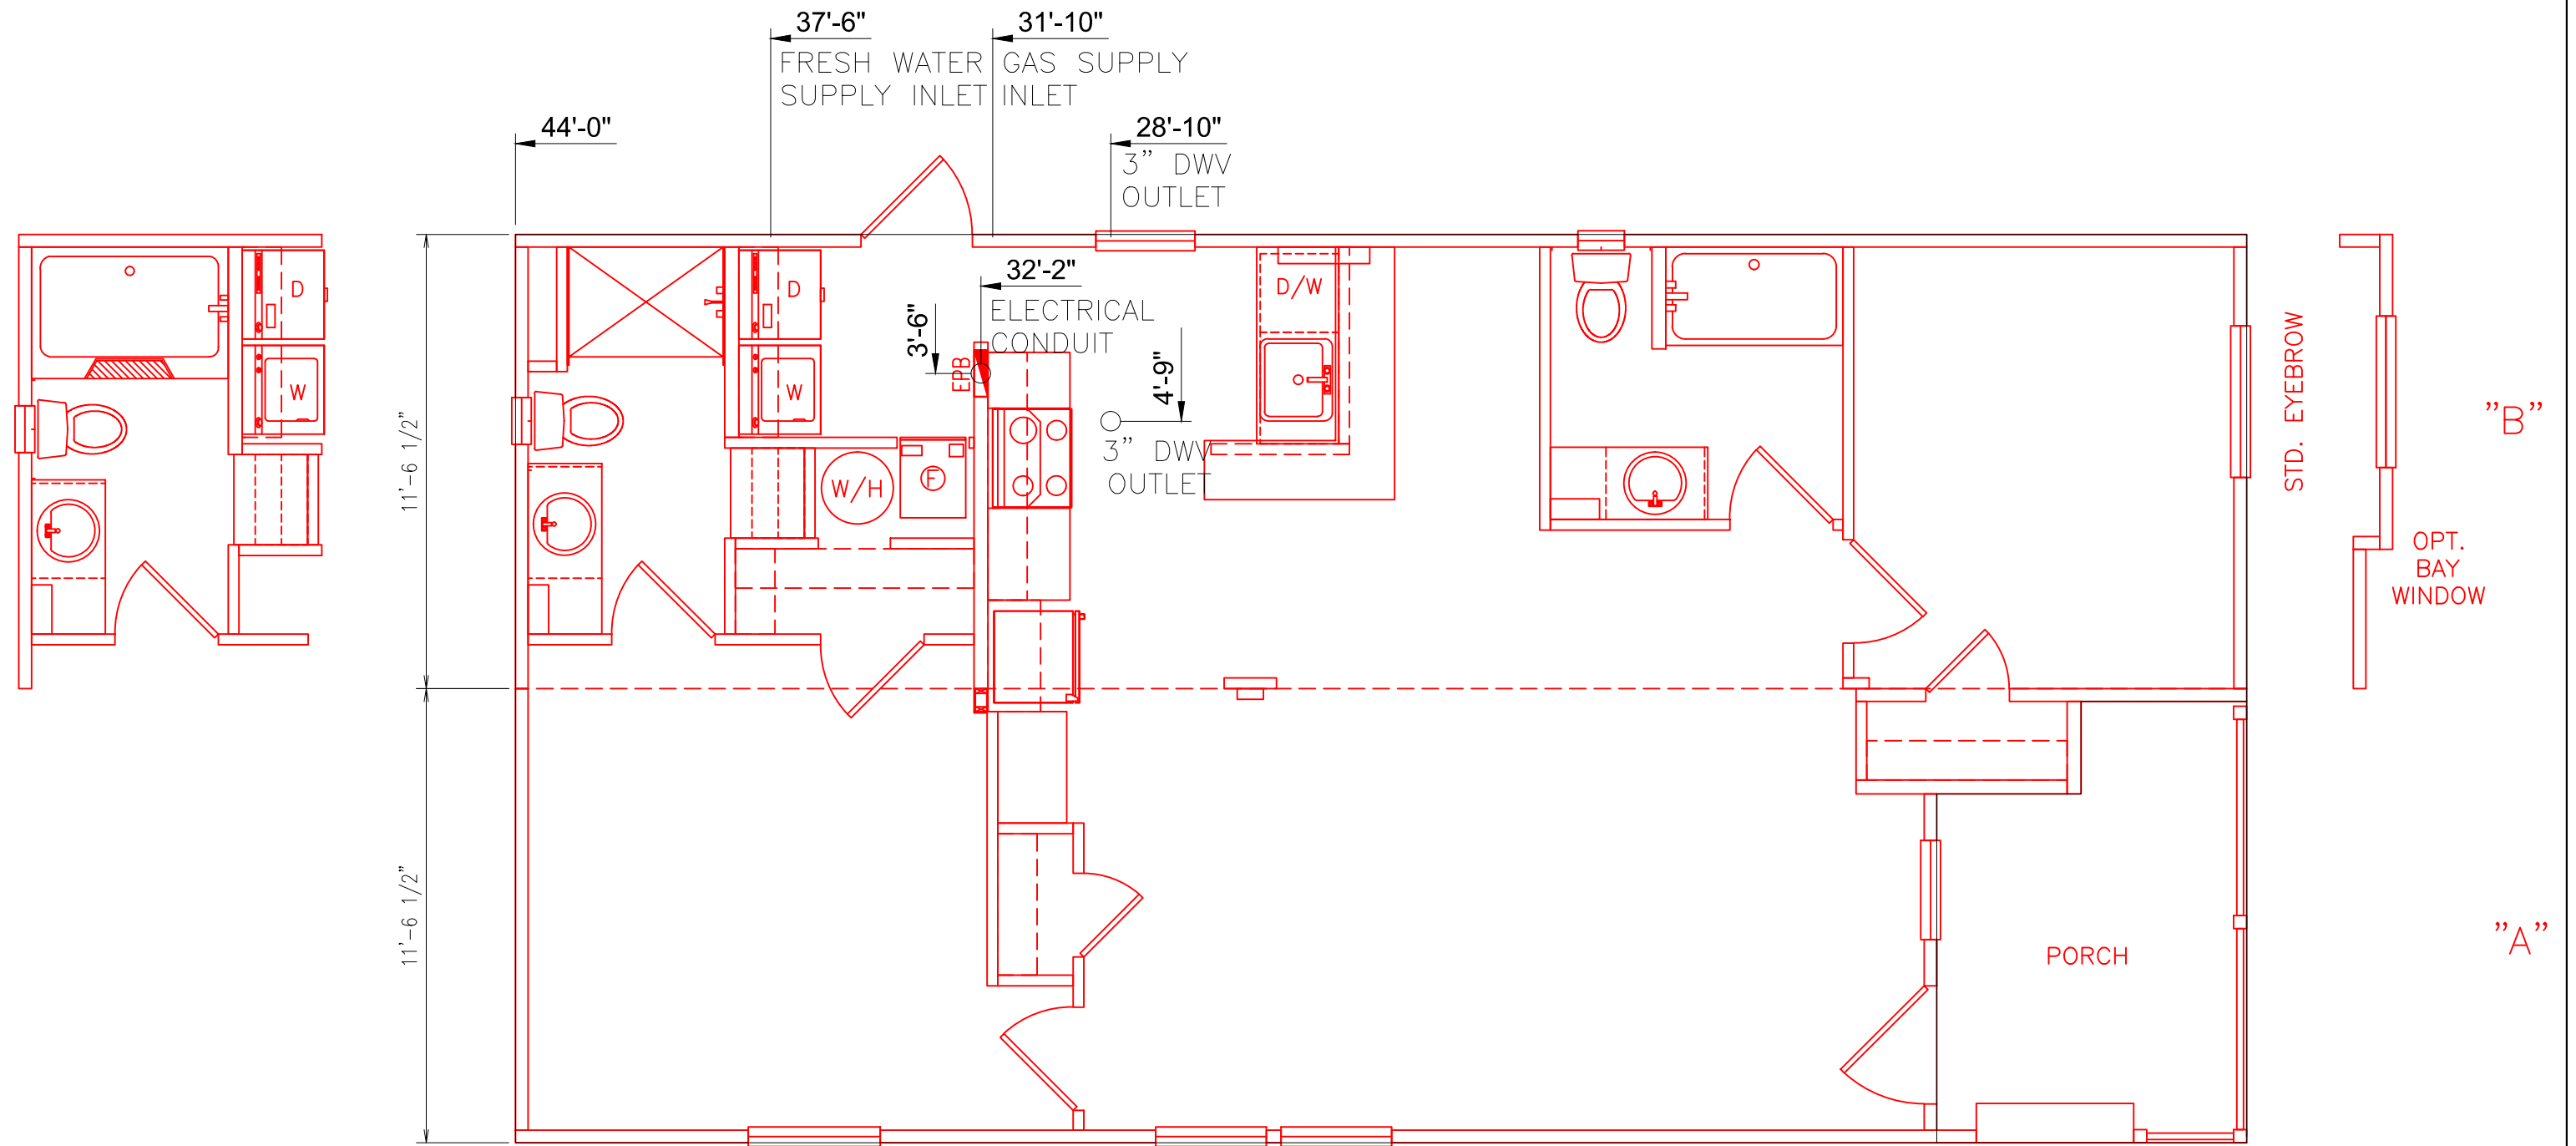 37'-6"
31'-10"
FRESH WATER
SUPPLY INLET
GAS SUPPLY
INLET
44'-0"
28'-10"
3" DWV
OUTLET
32'-2"
ELECTRICAL
CONDUIT
3'-6"
EPB
4'-9"
3" DWV
OUTLET
D
W
D
W
D/W
W/H
F
11'-6 1/2"
11'-6 1/2"
STD. EYEBROW
OPT.
BAY
WINDOW
"B"
"A"
PORCH